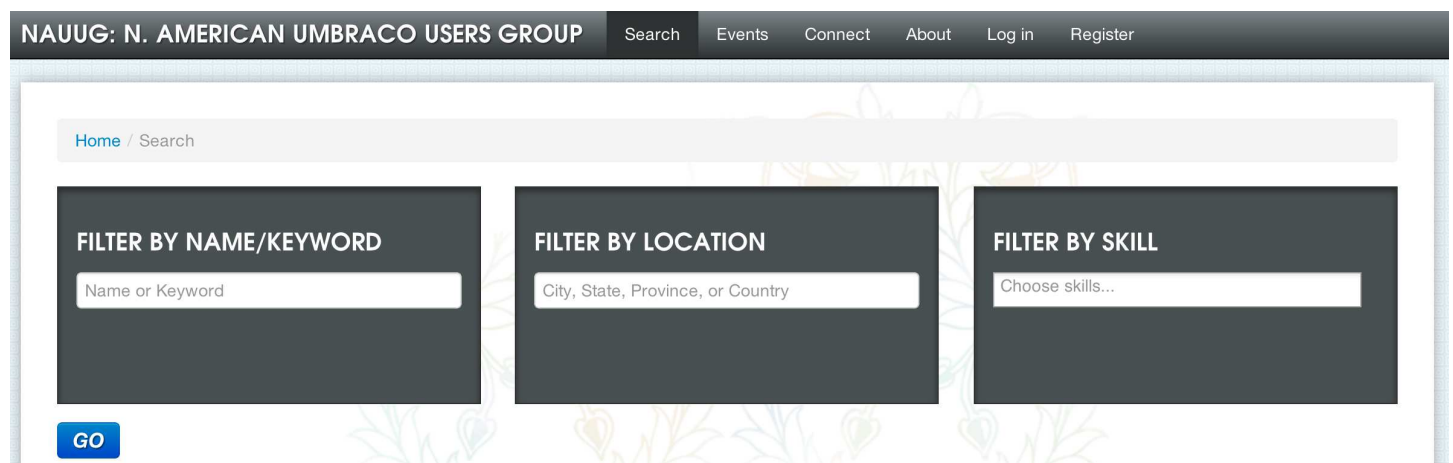 NAUUG: N. AMERICAN UMBRACO USERS GROUP Search Events Connect About Log in Register
Home / Search
FILTER BY NAME/KEYWORD
Name or Keyword
FILTER BY LOCATION
City, State, Province, or Country
FILTER BY SKILL
Choose skills...
GO